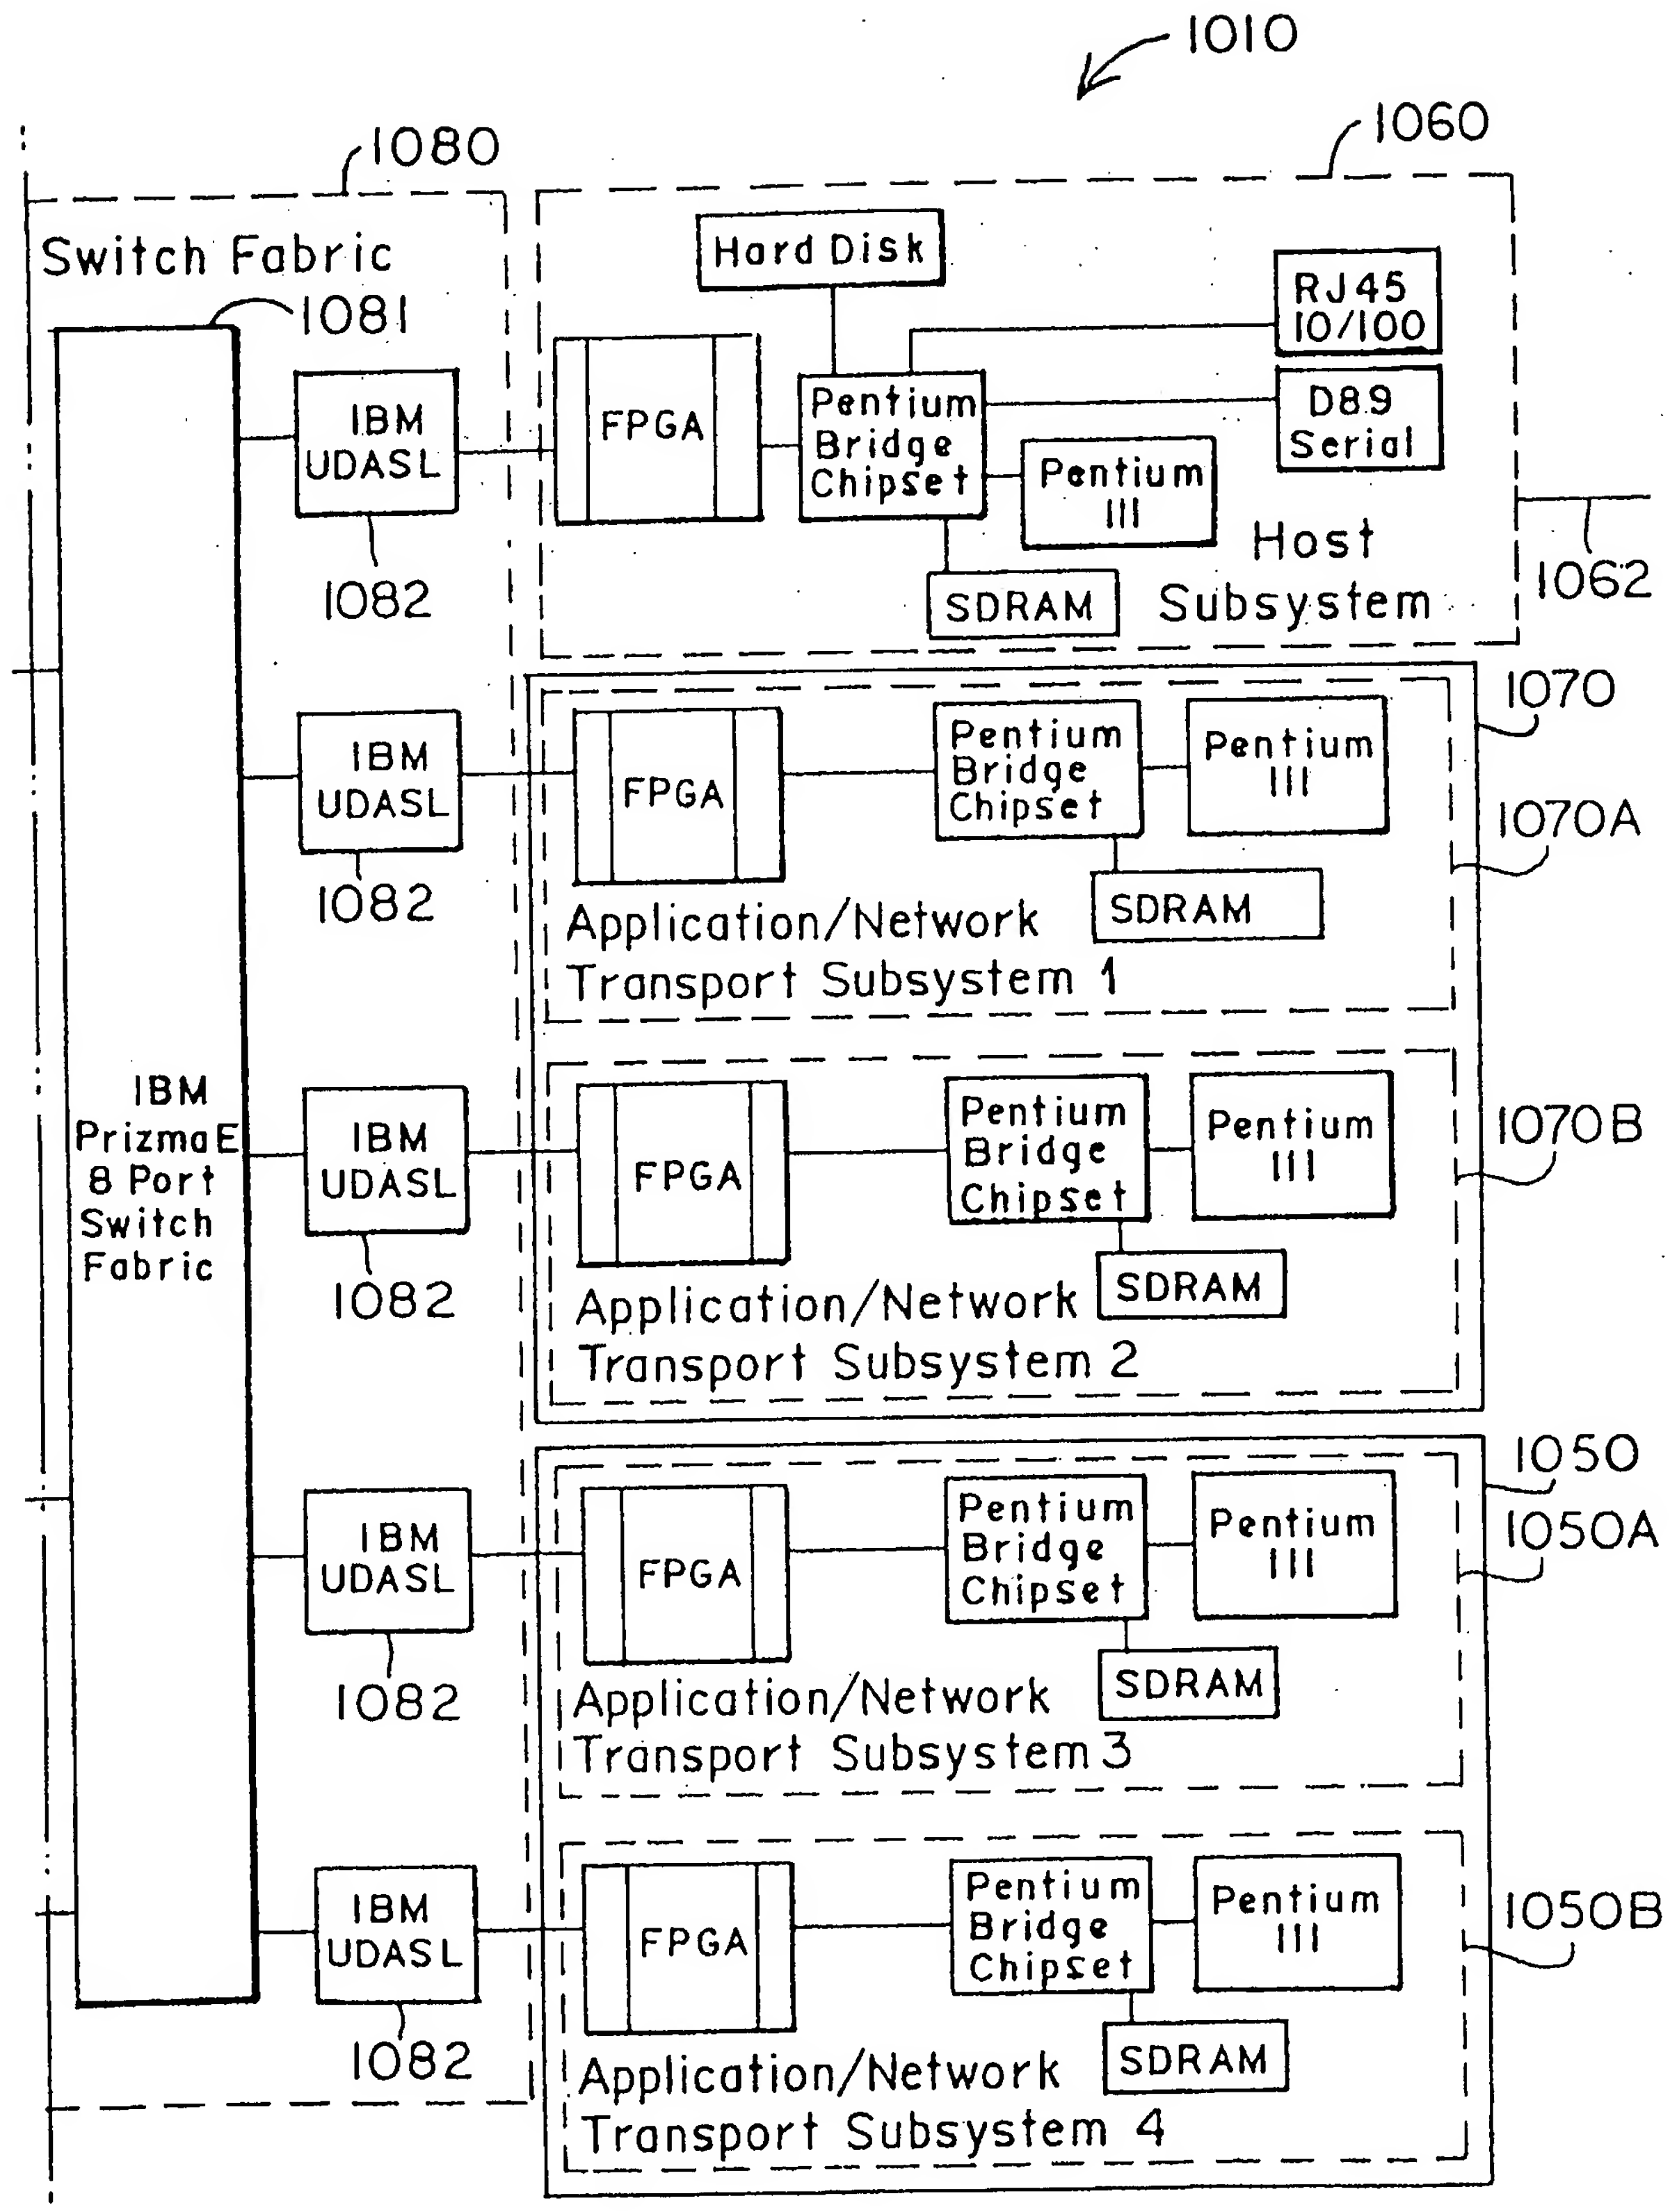 1010
1060
1080
Switch Fabric
1081
Hard Disk
RJ45
10/100
D8.9
Serial
IBM
UDASL
FPGA
Pentium
Bridge
Chipset
Pentium
III
Host
Subsystem
1062
1082
SDRAM
1070
IBM
UDASL
FPGA
Pentium
Bridge
Chipset
Pentium
III
1070A
1082
SDRAM
Application/Network
Transport Subsystem 1
IBM
PrizmaE
8 Port
Switch
Fabric
IBM
UDASL
FPGA
Pentium
Bridge
Chipset
Pentium
III
1070B
1082
SDRAM
Application/Network
Transport Subsystem 2
1050
IBM
UDASL
FPGA
Pentium
Bridge
Chipset
Pentium
III
1050A
1082
SDRAM
Application/Network
Transport Subsystem 3
IBM
UDASL
FPGA
Pentium
Bridge
Chipset
Pentium
III
1050B
1082
SDRAM
Application/Network
Transport Subsystem 4